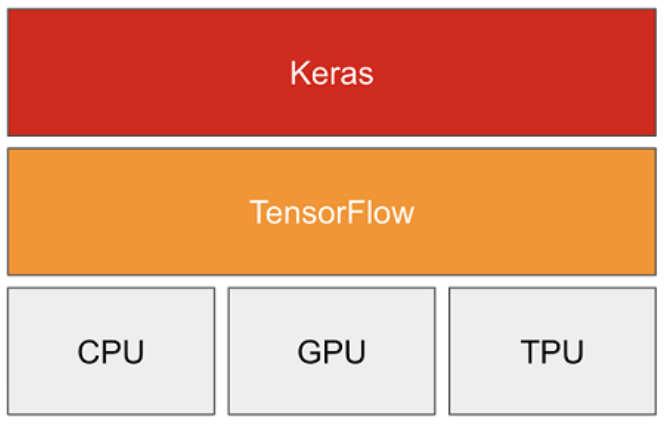 Keras
TensorFlow
CPU
GPU
TPU